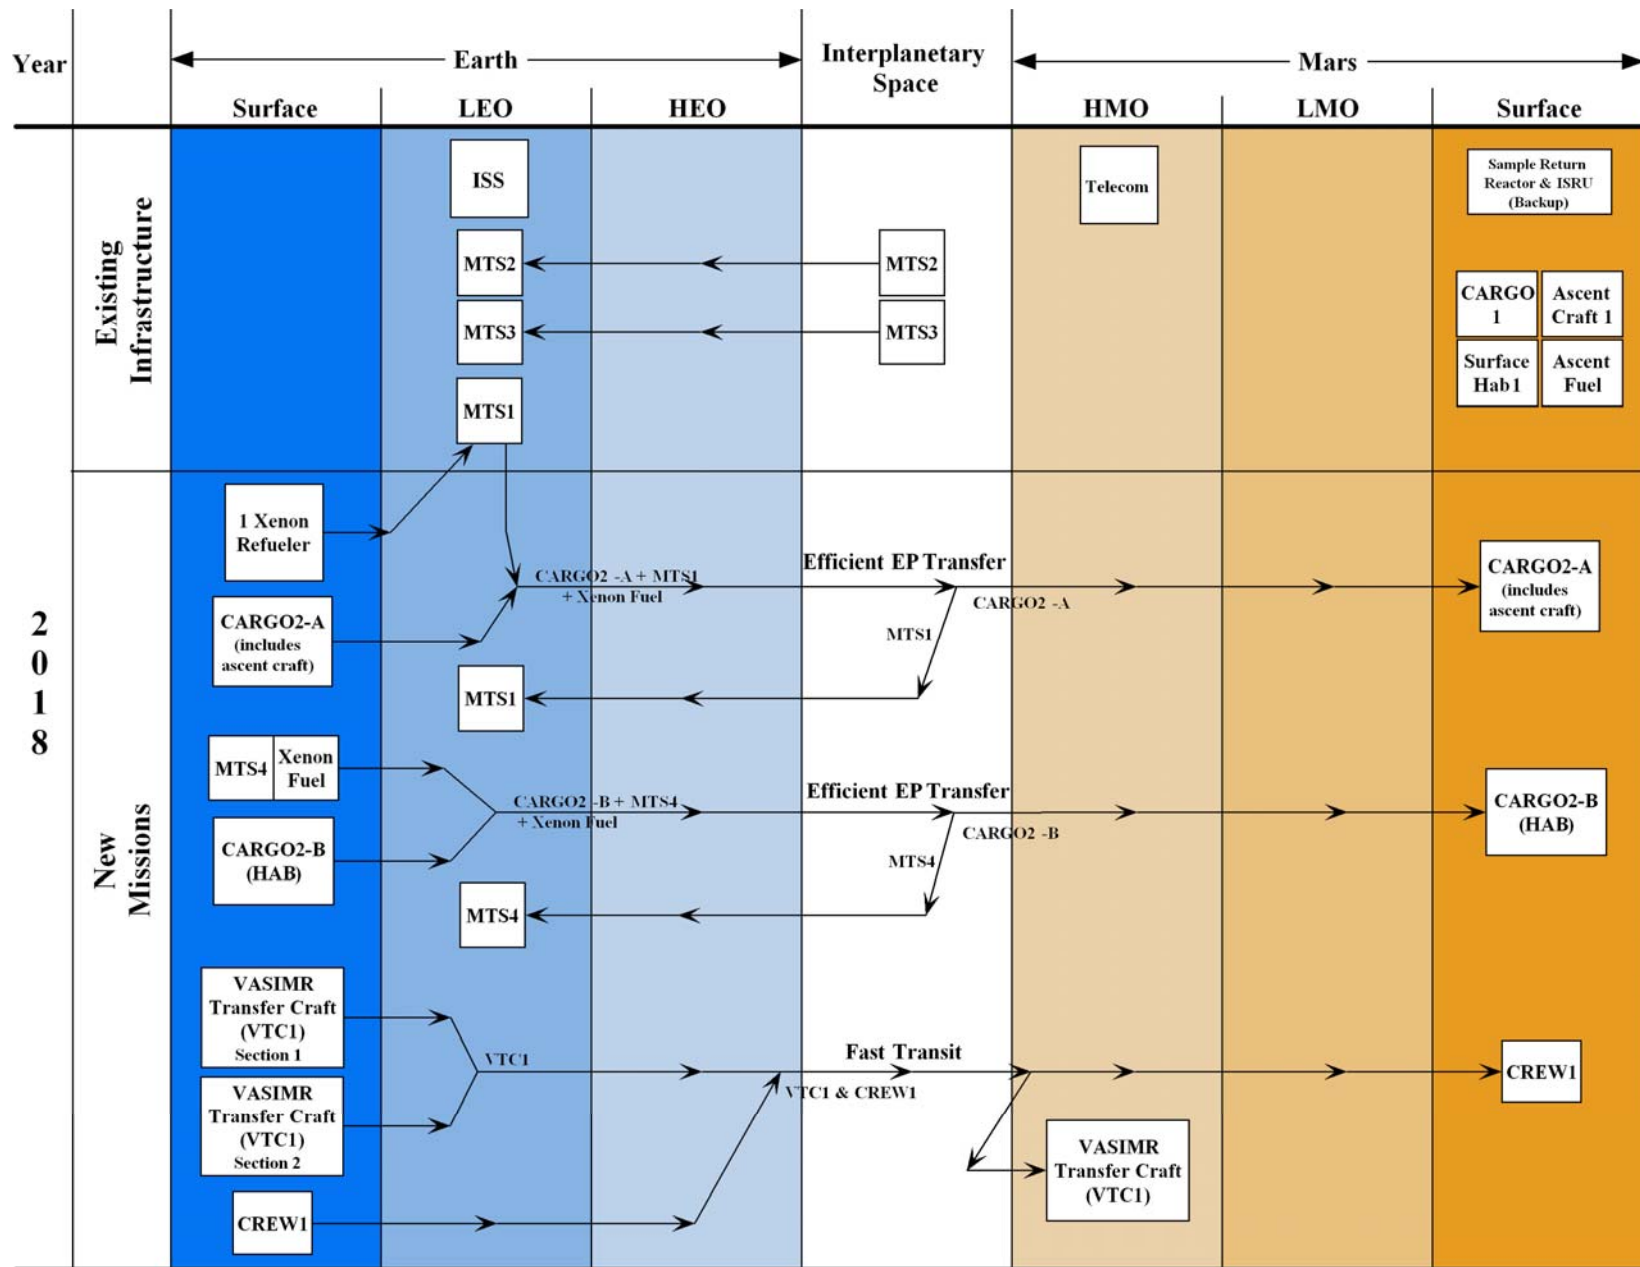 Year
Earth
Interplanetary
Space
Mars
Surface
LEO
HEO
HMO
LMO
Surface
Existing
Infrastructure
ISS
Telecom
Sample Return
Reactor & ISRU
(Backup)
MTS2
MTS2
MTS3
MTS3
CARGO
1
Ascent
Craft 1
Surface
Hab1
Ascent
Fuel
MTS1
2
0
1
8
New
Missions
1 Xenon
Refueler
CARGO2-A
(includes
ascent craft)
CARGO2 -A + MTS1
+ Xenon Fuel
Efficient EP Transfer
CARGO2 -A
MTS1
CARGO2-A
(includes
ascent craft)
MTS1
MTS4
Xenon
Fuel
CARGO2-B
(HAB)
CARGO2 -B + MTS4
+ Xenon Fuel
Efficient EP Transfer
CARGO2 -B
MTS4
CARGO2-B
(HAB)
MTS4
VASIMR
Transfer Craft
(VTC1)
Section 1
VASIMR
Transfer Craft
(VTC1)
Section 2
VTC1
Fast Transit
VTC1 & CREW1
CREW1
VASIMR
Transfer Craft
(VTC1)
CREW1